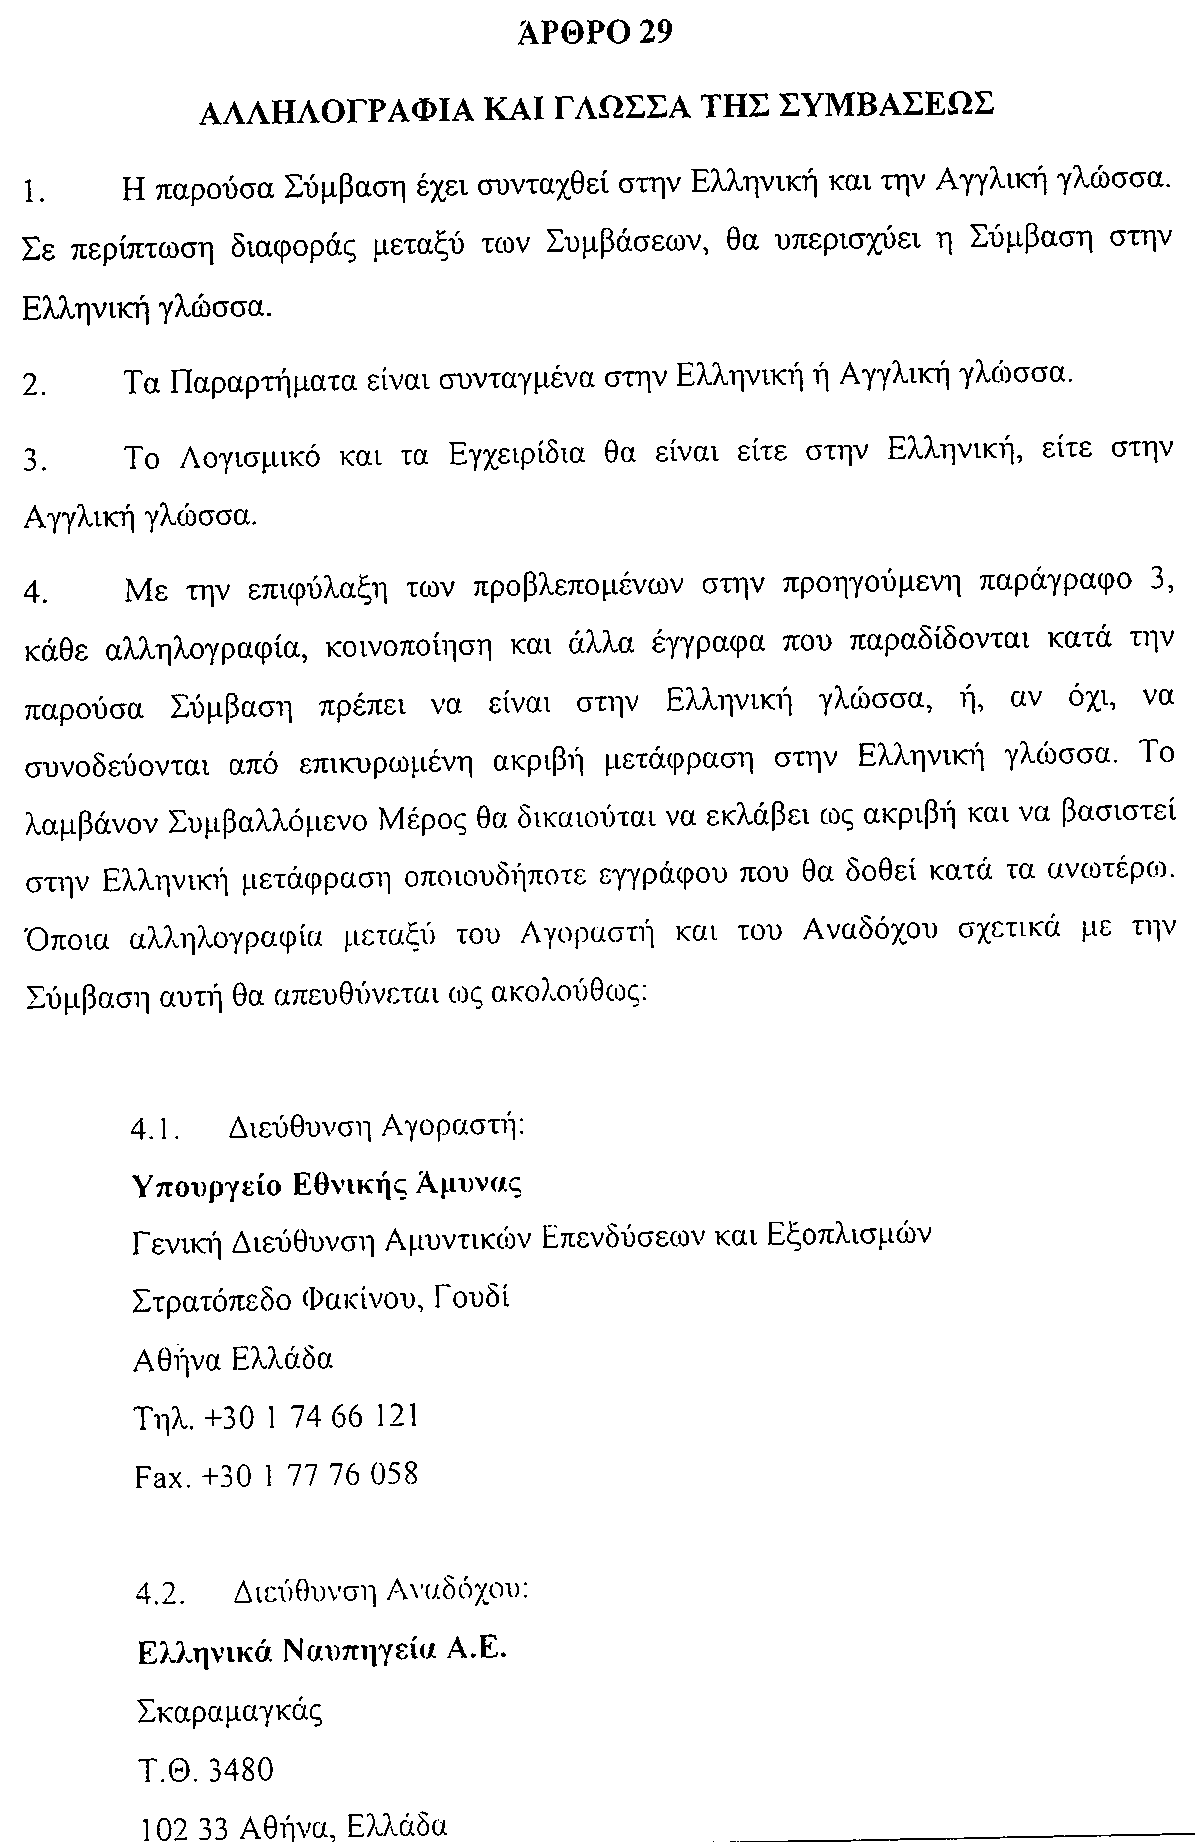 ΆΡΘΡΟ 29
ΑΛΛΗΛΟΓΡΑΦΙΑ ΚΑΙ ΓΛΩΣΣΑ ΤΗΣ ΣΥΜΒΑΣΕΩΣ
1. Η παρούσα Σύμβαση έχει συνταχθεί στην Ελληνική και την Αγγλική γλώσσα.
Σε περίπτωση διαφοράς μεταξύ των Συμβάσεων, θα υπερισχύει η Σύμβαση στην
Ελληνική γλώσσα.
2. Τα Παραρτήματα είναι συνταγμένα στην Ελληνική ή Αγγλική γλώσσα.
3. Το Λογισμικό και τα Εγχειρίδια θα είναι είτε στην Ελληνική, είτε στην
Αγγλική γλώσσα.
4. Με την επιφύλαξη των προβλεπομένων στην προηγούμενη παράγραφο 3,
κάθε αλληλογραφία, κοινοποίηση και άλλα έγγραφα που παραδίδονται κατά την
παρούσα Σύμβαση πρέπει να είναι στην Ελληνική γλώσσα, ή, αν όχι, να
συνοδεύονται από επικυρωμένη ακριβή μετάφραση στην Ελληνική γλώσσα. Το
λαμβάνον Συμβαλλόμενο Μέρος θα δικαιούται να εκλάβει ως ακριβή και να βασιστεί
στην Ελληνική μετάφραση οποιουδήποτε εγγράφου που θα δοθεί κατά τα ανωτέρω.
Όποια αλληλογραφία μεταξύ του Αγοραστή και του Αναδόχου σχετικά με την
Σύμβαση αυτή θα απευθύνεται ως ακολούθως:
4.1. Διεύθυνση Αγοραστή:
Υπουργείο Εθνικής Άμυνας
Γενική Διεύθυνση Αμυντικών Επενδύσεων και Εξοπλισμών
Στρατόπεδο Φακίνου, Γουδί
Αθήνα Ελλάδα
Τηλ. +30 1 74 66 121
Fax. +30 1 77 76 058
4.2. Διεύθυνση Αναδόχου:
Ελληνικά Ναυπηγεία Α.Ε.
Σκαραμαγκάς
Τ.Θ. 3480
102 33 Αθήνα, Ελλάδα